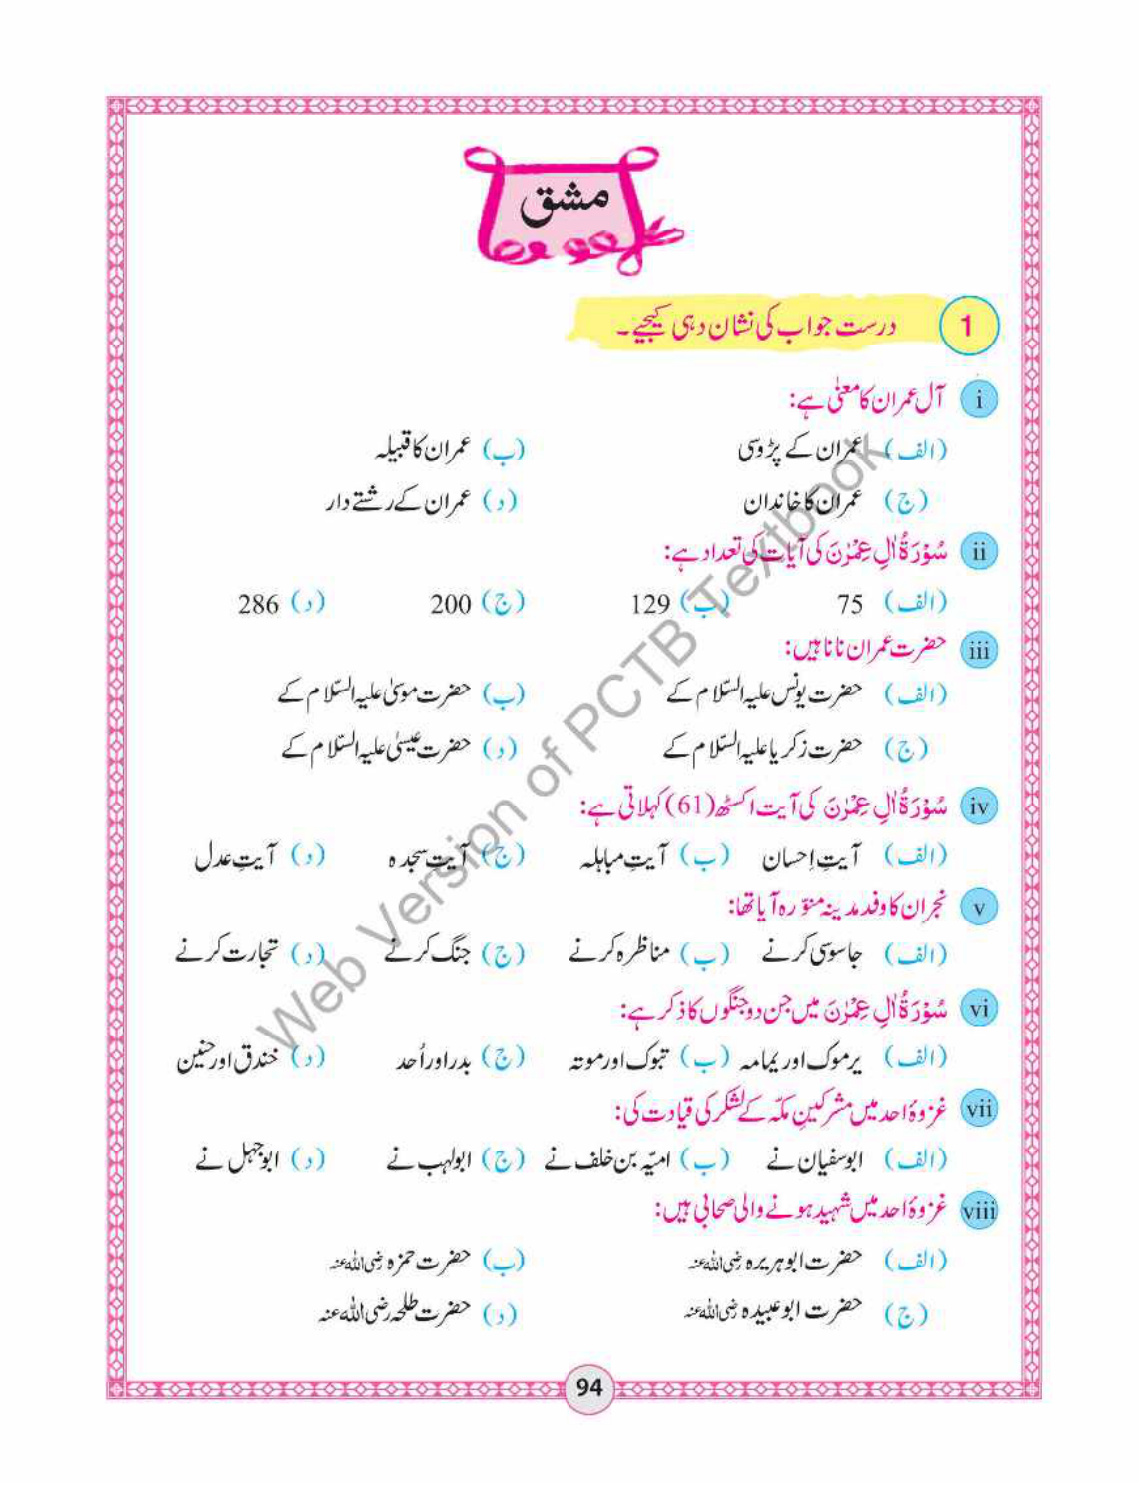 مشق
1 درست جواب کی نشان دہی کیجیے۔
i آل عمران کا معنیٰ ہے:
(الف) عمران کے پڑوسی (ب) عمران کا قبیلہ
(ج) عمران کا خاندان (د) عمران کے رشتے دار
ii سُوْرَۃُ اٰلِ عِمْرٰنَ کی آیات کی تعداد ہے:
(الف) 75 (ب) 129 (ج) 200 (د) 286
iii حضرت عمران نانا ہیں:
(الف) حضرت یونس علیہ السّلام کے (ب) حضرت موسیٰ علیہ السّلام کے
(ج) حضرت زکریا علیہ السّلام کے (د) حضرت عیسیٰ علیہ السّلام کے
iv سُوْرَۃُ اٰلِ عِمْرٰنَ کی آیت اکسٹھ (61) کہلاتی ہے:
(الف) آیتِ اِحسان (ب) آیتِ مباہلہ (ج) آیتِ سجدہ (د) آیتِ عدل
v نجران کا وفد مدینہ منوّرہ آیا تھا:
(الف) جاسوسی کرنے (ب) مناظرہ کرنے (ج) جنگ کرنے (د) تجارت کرنے
vi سُوْرَۃُ اٰلِ عِمْرٰنَ میں جن دو جنگوں کا ذکر ہے:
(الف) یرموک اور یمامہ (ب) تبوک اور موتہ (ج) بدر اور اُحد (د) خندق اور حنین
vii غزوۂ احد میں مشرکینِ مکّہ کے لشکر کی قیادت کی:
(الف) ابوسفیان نے (ب) امیّہ بن خلف نے (ج) ابولہب نے (د) ابوجہل نے
viii غزوۂ احد میں شہید ہونے والی صحابی ہیں:
(الف) حضرت ابوہریرہ رضی اللہ عنہ (ب) حضرت حمزہ رضی اللہ عنہ
(ج) حضرت ابوعبیدہ رضی اللہ عنہ (د) حضرت طلحہ رضی اللہ عنہ
94
Web Version of PCTB Textbook